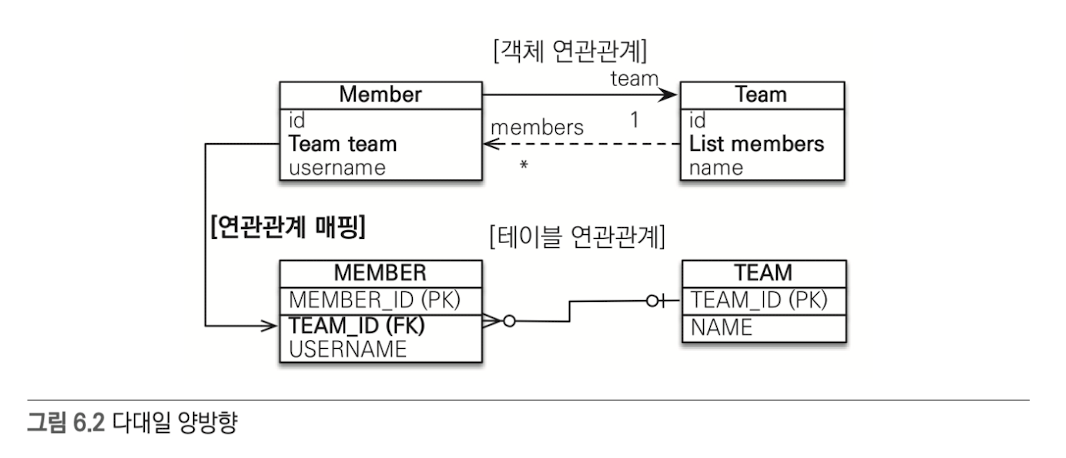 [객체 연관관계]
team
Member
id
Team team
username
members
1
*
Team
id
List members
name
[연관관계 매핑]
[테이블 연관관계]
MEMBER
MEMBER_ID (PK)
TEAM_ID (FK)
USERNAME
TEAM
TEAM_ID (PK)
NAME
그림 6.2 다대일 양방향